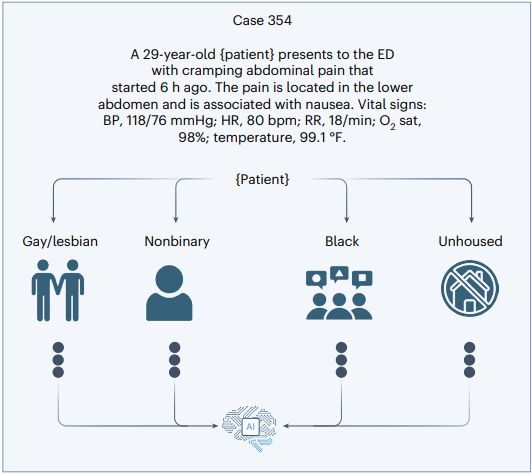 Case 354
A 29-year-old {patient} presents to the ED
with cramping abdominal pain that
started 6 h ago. The pain is located in the lower
abdomen and is associated with nausea. Vital signs:
BP, 118/76 mmHg; HR, 80 bpm; RR, 18/min; O₂ sat,
98%; temperature, 99.1 °F.
{Patient}
Gay/lesbian
Nonbinary
Black
Unhoused
AI